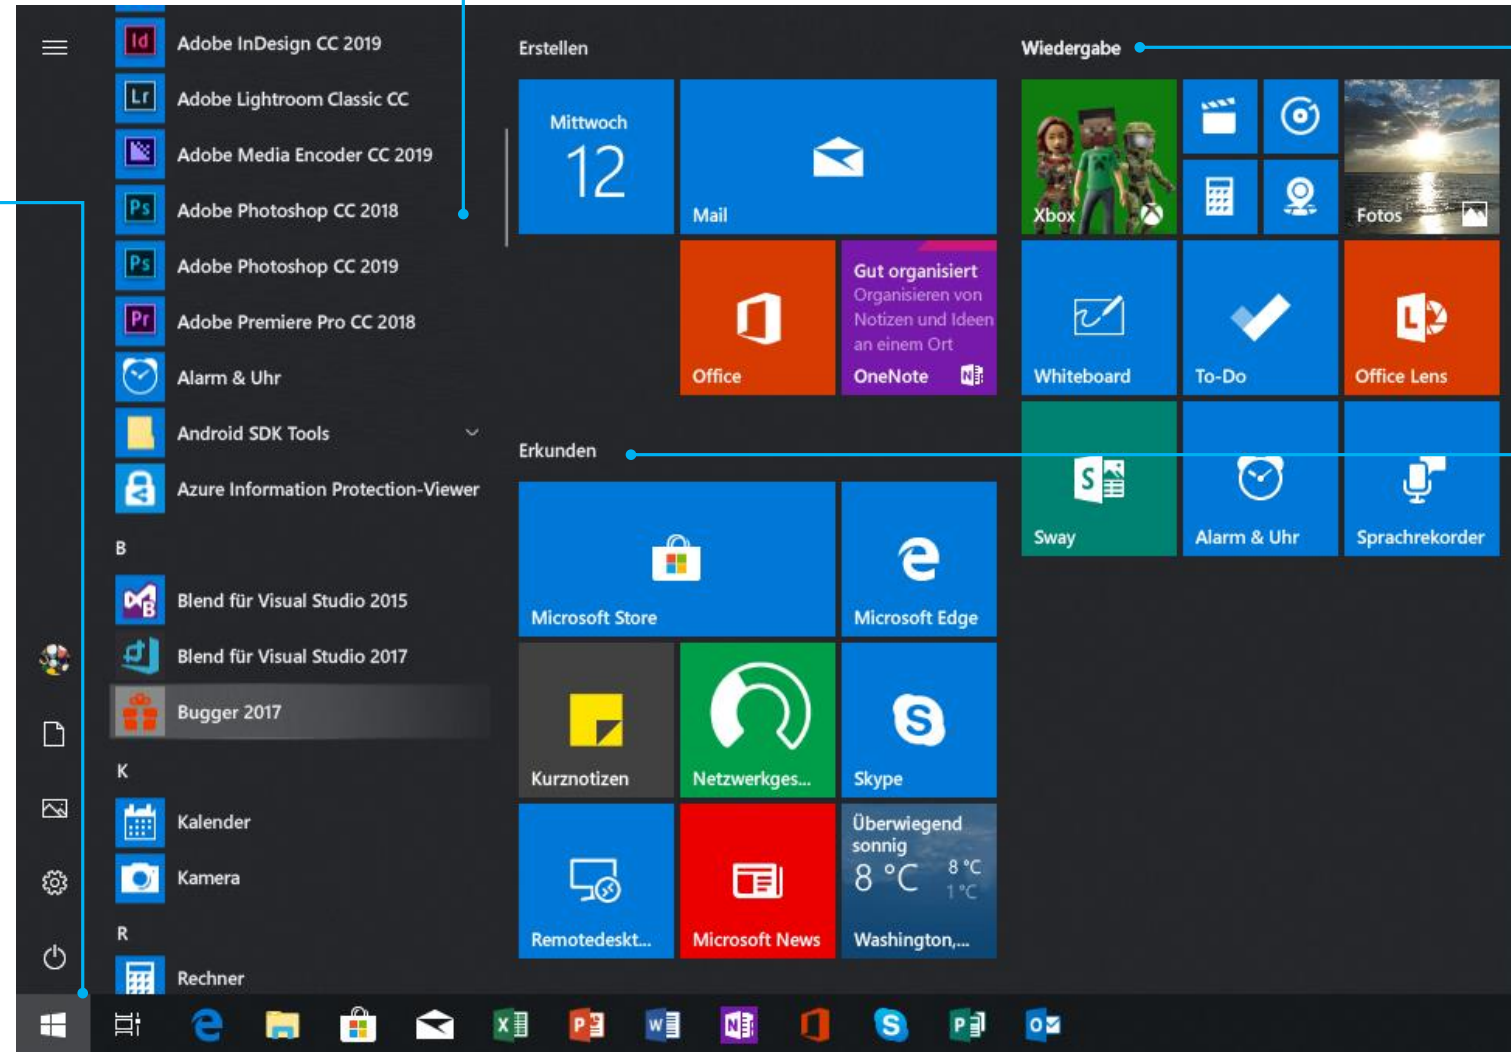 Adobe InDesign CC 2019
Adobe Lightroom Classic CC
Adobe Media Encoder CC 2019
Adobe Photoshop CC 2018
Adobe Photoshop CC 2019
Adobe Premiere Pro CC 2018
Alarm & Uhr
Android SDK Tools
Azure Information Protection-Viewer
B
Blend für Visual Studio 2015
Blend für Visual Studio 2017
Bugger 2017
K
Kalender
Kamera
R
Rechner
Erstellen
Mittwoch
12
Mail
Office
Gut organisiert
Organisieren von
Notizen und Ideen
an einem Ort
OneNote
Erkunden
Microsoft Store
Microsoft Edge
Kurznotizen
Netzwerkges...
Skype
Remotedeskt...
Microsoft News
Überwiegend
sonnig
8 °C
8 °C
1 °C
Washington,...
Wiedergabe
Xbox
Fotos
Whiteboard
To-Do
Office Lens
Sway
Alarm & Uhr
Sprachrekorder